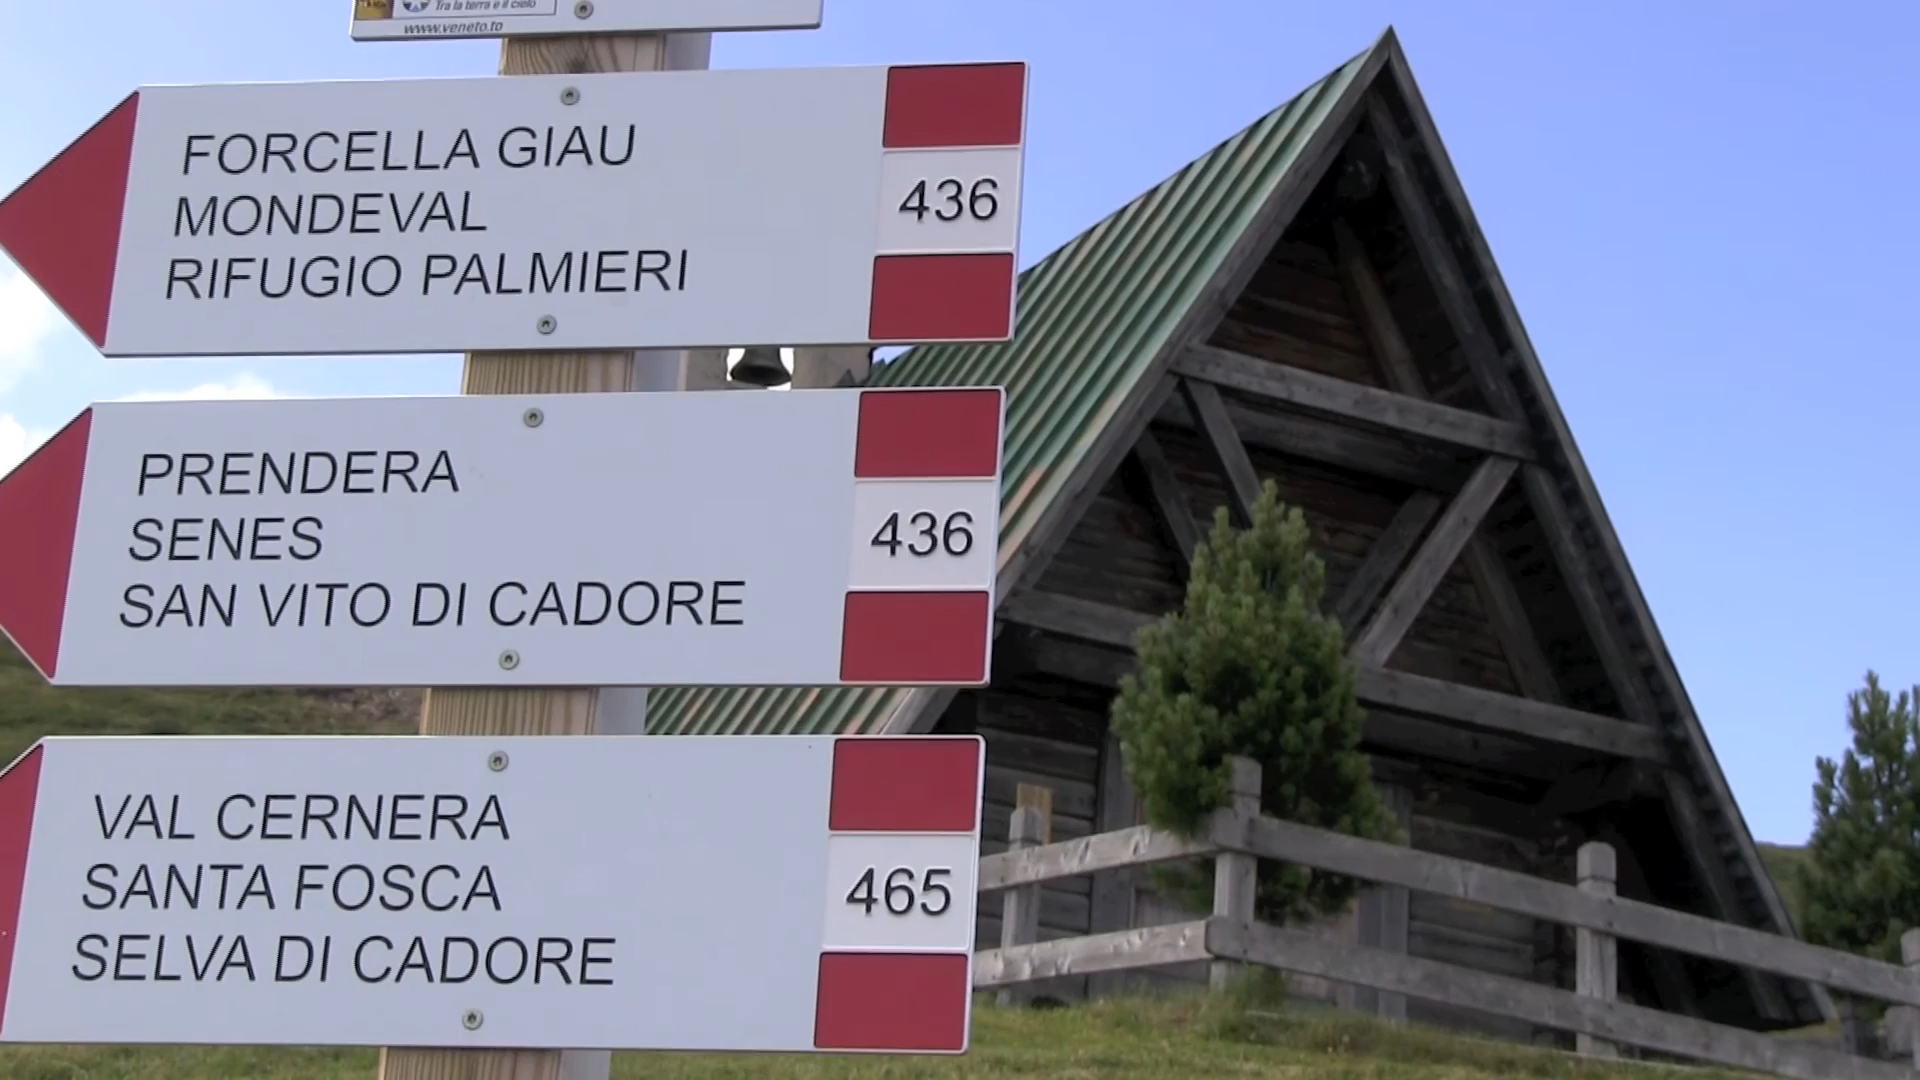 Tra la terra e il cielo
www.veneto.to
FORCELLA GIAU
MONDEVAL
RIFUGIO PALMIERI
436
PRENDERA
SENES
SAN VITO DI CADORE
436
VAL CERNERA
SANTA FOSCA
SELVA DI CADORE
465